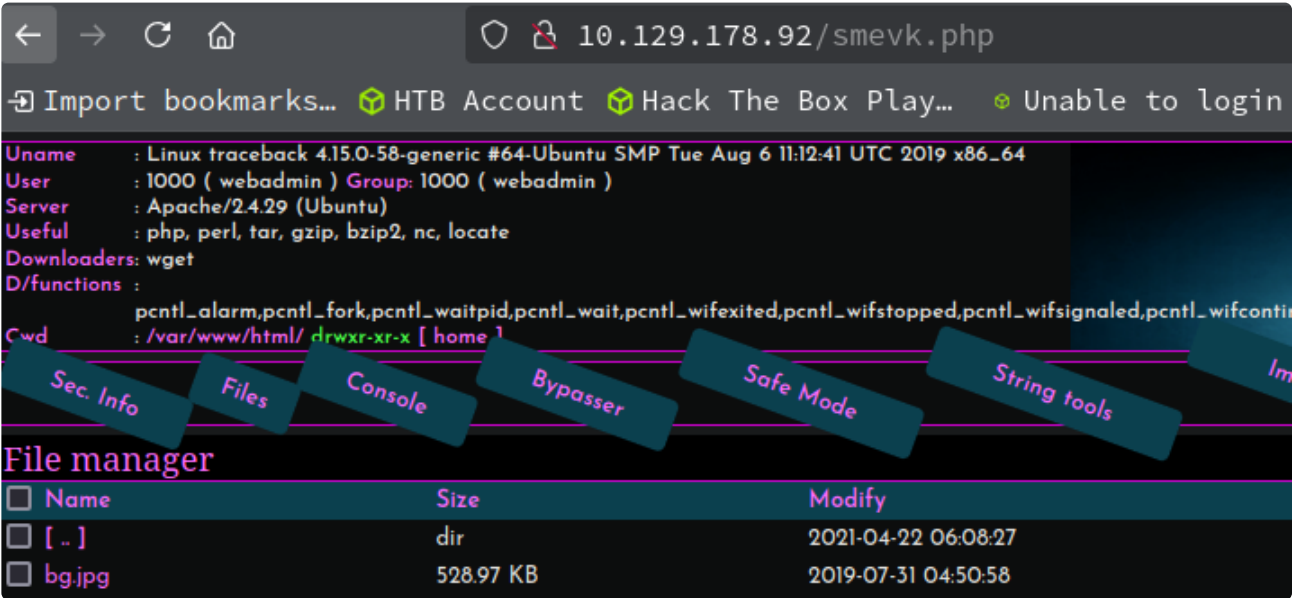 10.129.178.92/smevk.php
Import bookmarks… HTB Account Hack The Box Play… Unable to login
Uname : Linux traceback 4.15.0-58-generic #64-Ubuntu SMP Tue Aug 6 11:12:41 UTC 2019 x86_64
User : 1000 ( webadmin ) Group: 1000 ( webadmin )
Server : Apache/2.4.29 (Ubuntu)
Useful : php, perl, tar, gzip, bzip2, nc, locate
Downloaders: wget
D/functions :
pcntl_alarm,pcntl_fork,pcntl_waitpid,pcntl_wait,pcntl_wifexited,pcntl_wifstopped,pcntl_wifsignaled,
Cwd : /var/www/html/ drwxr-xr-x [ home ]
Sec. Info Files Console Bypasser Safe Mode String tools
File manager
Name Size Modify
[ .. ] dir 2021-04-22 06:08:27
bg.jpg 528.97 KB 2019-07-31 04:50:58